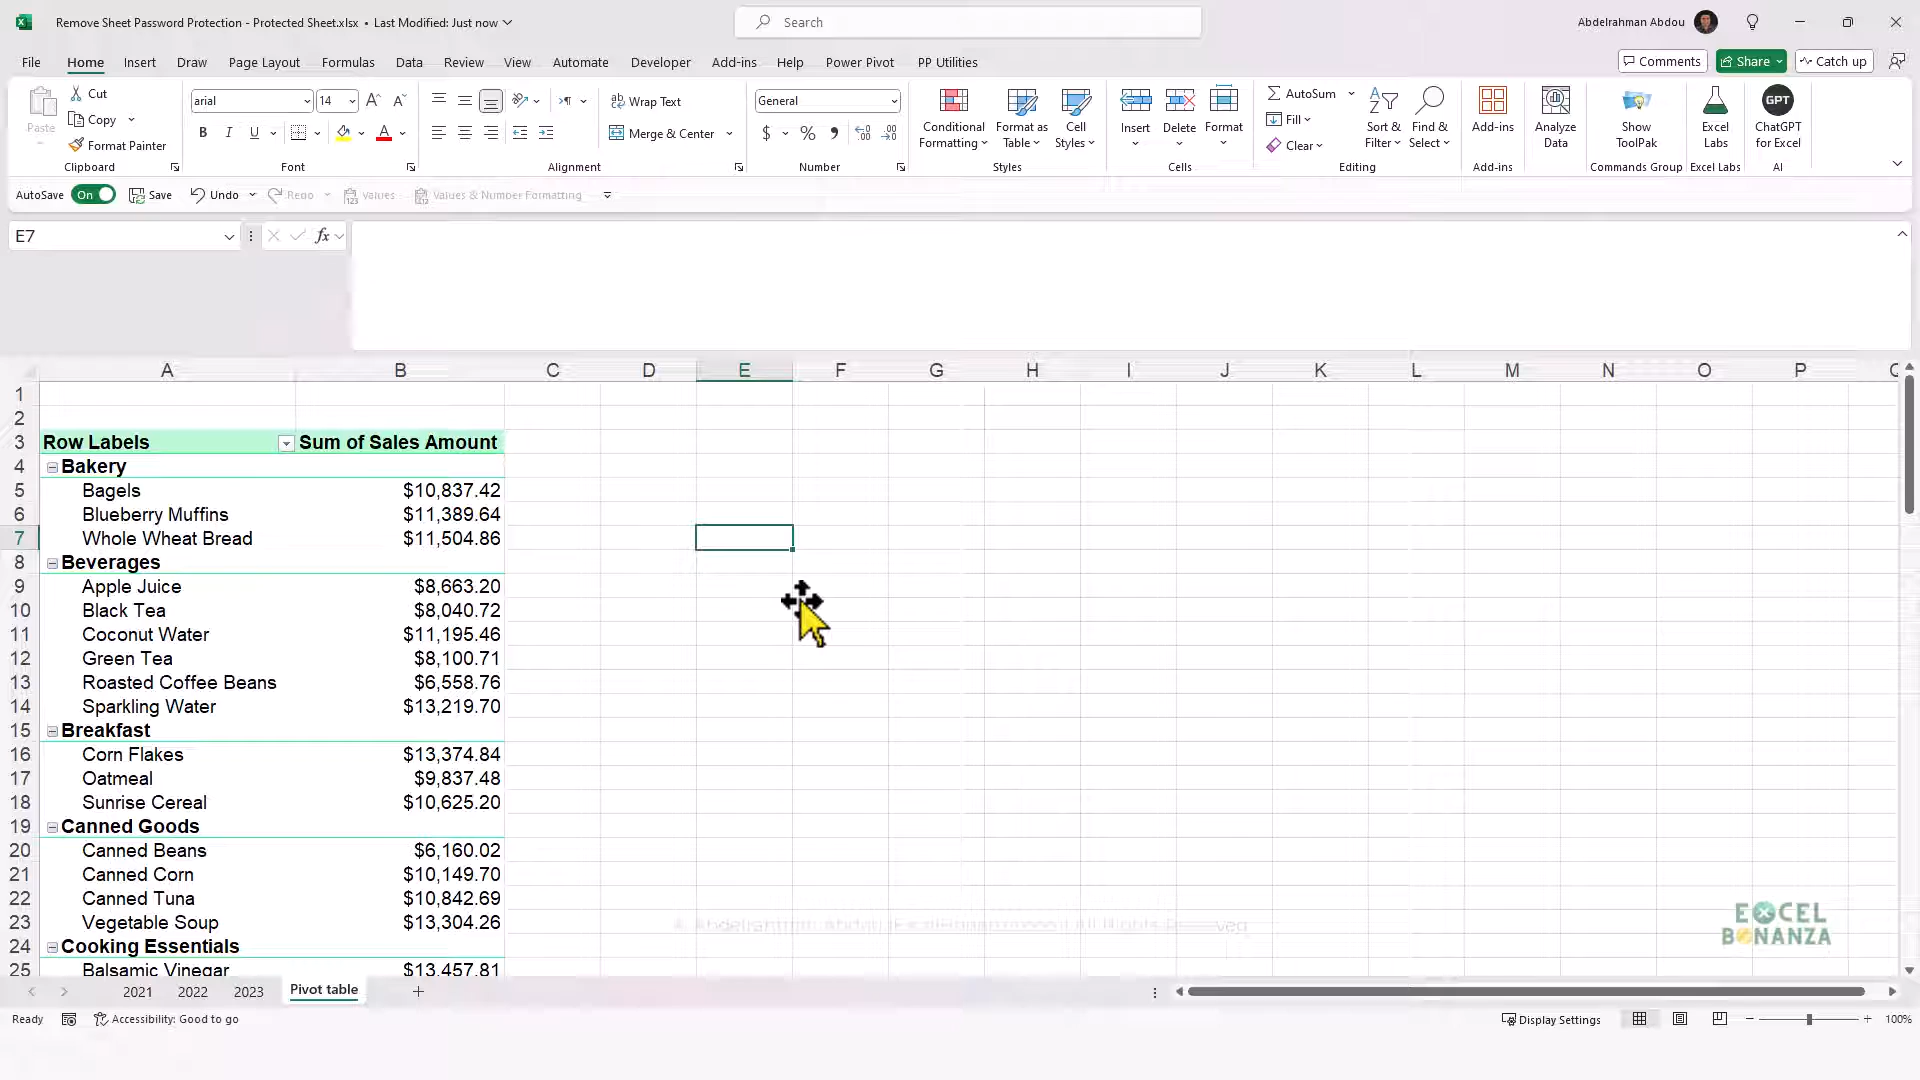 Remove Sheet Password Protection - Protected Sheet.xlsx • Last Modified: Just now
Search
Abdelrahman Abdou
File Home Insert Draw Page Layout Formulas Data Review View Automate Developer Add-ins Help Power Pivot PP Utilities
Comments Share Catch up
Paste
Cut
Copy
Format Painter
Clipboard
arial 14
B I U
Font
Wrap Text
Merge & Center
Alignment
General
$ %
Number
Conditional Formatting
Format as Table
Cell Styles
Styles
Insert
Delete
Format
Cells
AutoSum
Fill
Clear
Sort & Filter
Find & Select
Editing
Add-ins
Add-ins
Analyze Data
Show ToolPak
Commands Group
Excel Labs
Excel Labs
GPT
ChatGPT for Excel
AI
AutoSave On Save Undo Redo Values Values & Number Formatting
E7 fx
A B C D E F G H I J K L M N O P
1
2
3 Row Labels Sum of Sales Amount
4 Bakery
5 Bagels $10,837.42
6 Blueberry Muffins $11,389.64
7 Whole Wheat Bread $11,504.86
8 Beverages
9 Apple Juice $8,663.20
10 Black Tea $8,040.72
11 Coconut Water $11,195.46
12 Green Tea $8,100.71
13 Roasted Coffee Beans $6,558.76
14 Sparkling Water $13,219.70
15 Breakfast
16 Corn Flakes $13,374.84
17 Oatmeal $9,837.48
18 Sunrise Cereal $10,625.20
19 Canned Goods
20 Canned Beans $6,160.02
21 Canned Corn $10,149.70
22 Canned Tuna $10,842.69
23 Vegetable Soup $13,304.26
24 Cooking Essentials
25 Balsamic Vinegar $13,457.81
EXCEL
BONANZA
2021 2022 2023 Pivot table
Ready Accessibility: Good to go Display Settings 100%